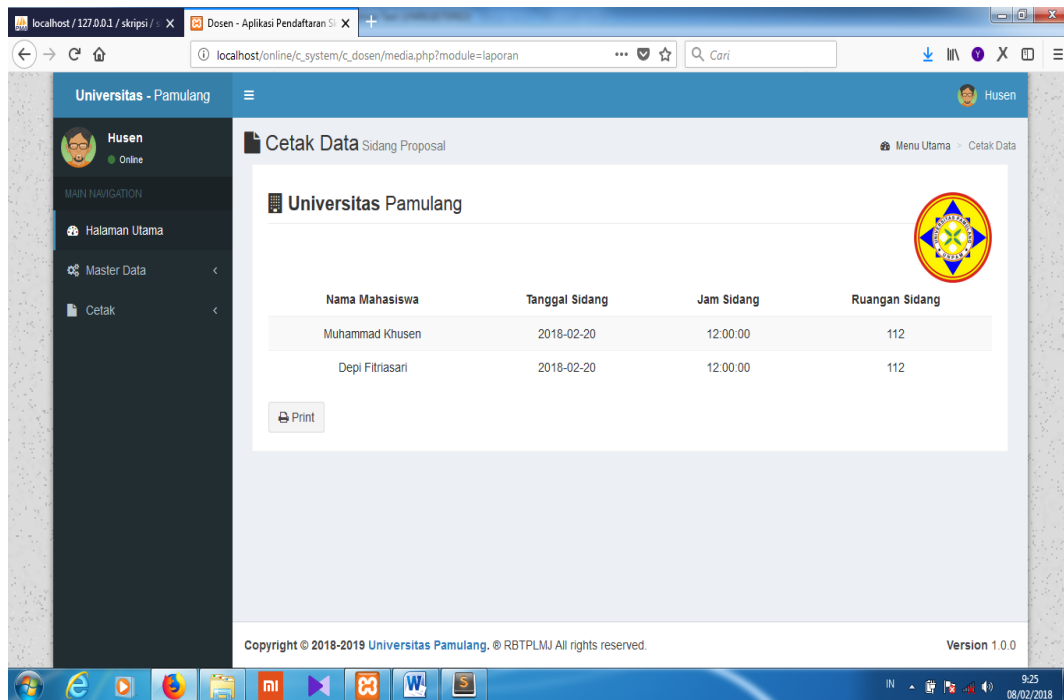 localhost / 127.0.0.1 / skripsi / s
Dosen - Aplikasi Pendaftaran Si
localhost/online/c_system/c_dosen/media.php?module=laporan
Cari
Universitas - Pamulang
Husen
Husen
Online
Cetak Data Sidang Proposal
Menu Utama > Cetak Data
MAIN NAVIGATION
Halaman Utama
Master Data
Cetak
Universitas Pamulang
UNIVERSITAS PAMULANG
UNPAM
Nama Mahasiswa Tanggal Sidang Jam Sidang Ruangan Sidang
Muhammad Khusen 2018-02-20 12:00:00 112
Depi Fitriasari 2018-02-20 12:00:00 112
Print
Copyright © 2018-2019 Universitas Pamulang. ® RBTPLMJ All rights reserved.
Version 1.0.0
IN
9:25
08/02/2018